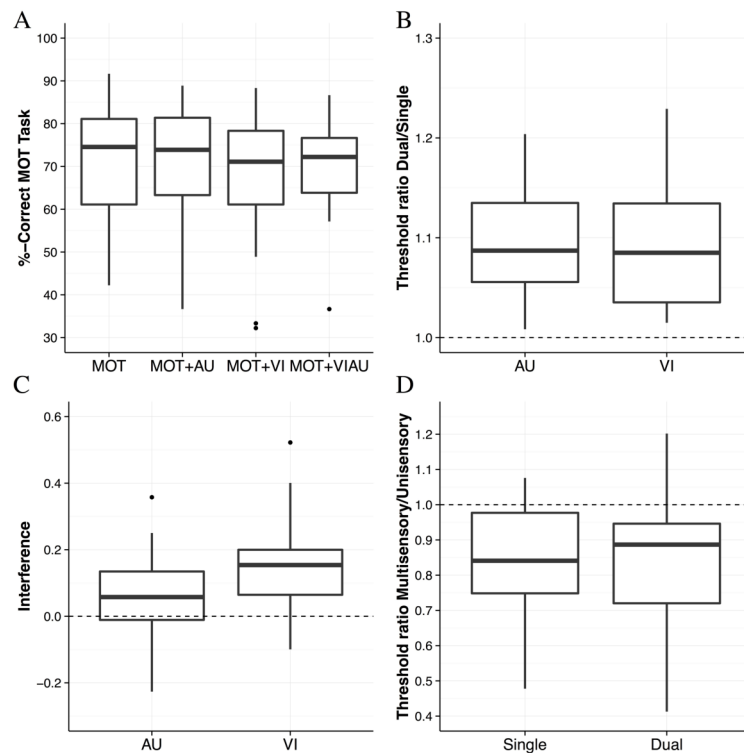 A
%-Correct MOT Task
100
90
80
70
60
50
40
30
MOT
MOT+AU
MOT+VI
MOT+VIAU
B
Threshold ratio Dual/Single
1.3
1.2
1.1
1.0
AU
VI
C
Interference
0.6
0.4
0.2
0.0
−0.2
AU
VI
D
Threshold ratio Multisensory/Unisensory
1.2
1.1
1.0
0.9
0.8
0.7
0.6
0.5
0.4
Single
Dual